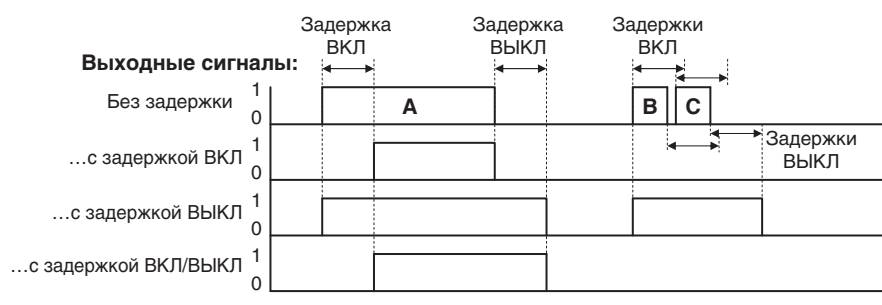 Задержка
ВКЛ
Задержка
ВЫКЛ
Задержки
ВКЛ
Выходные сигналы:
Без задержки 1
0
A
B
C
Задержки
ВЫКЛ
…с задержкой ВКЛ 1
0
…с задержкой ВЫКЛ 1
0
…с задержкой ВКЛ/ВЫКЛ 1
0